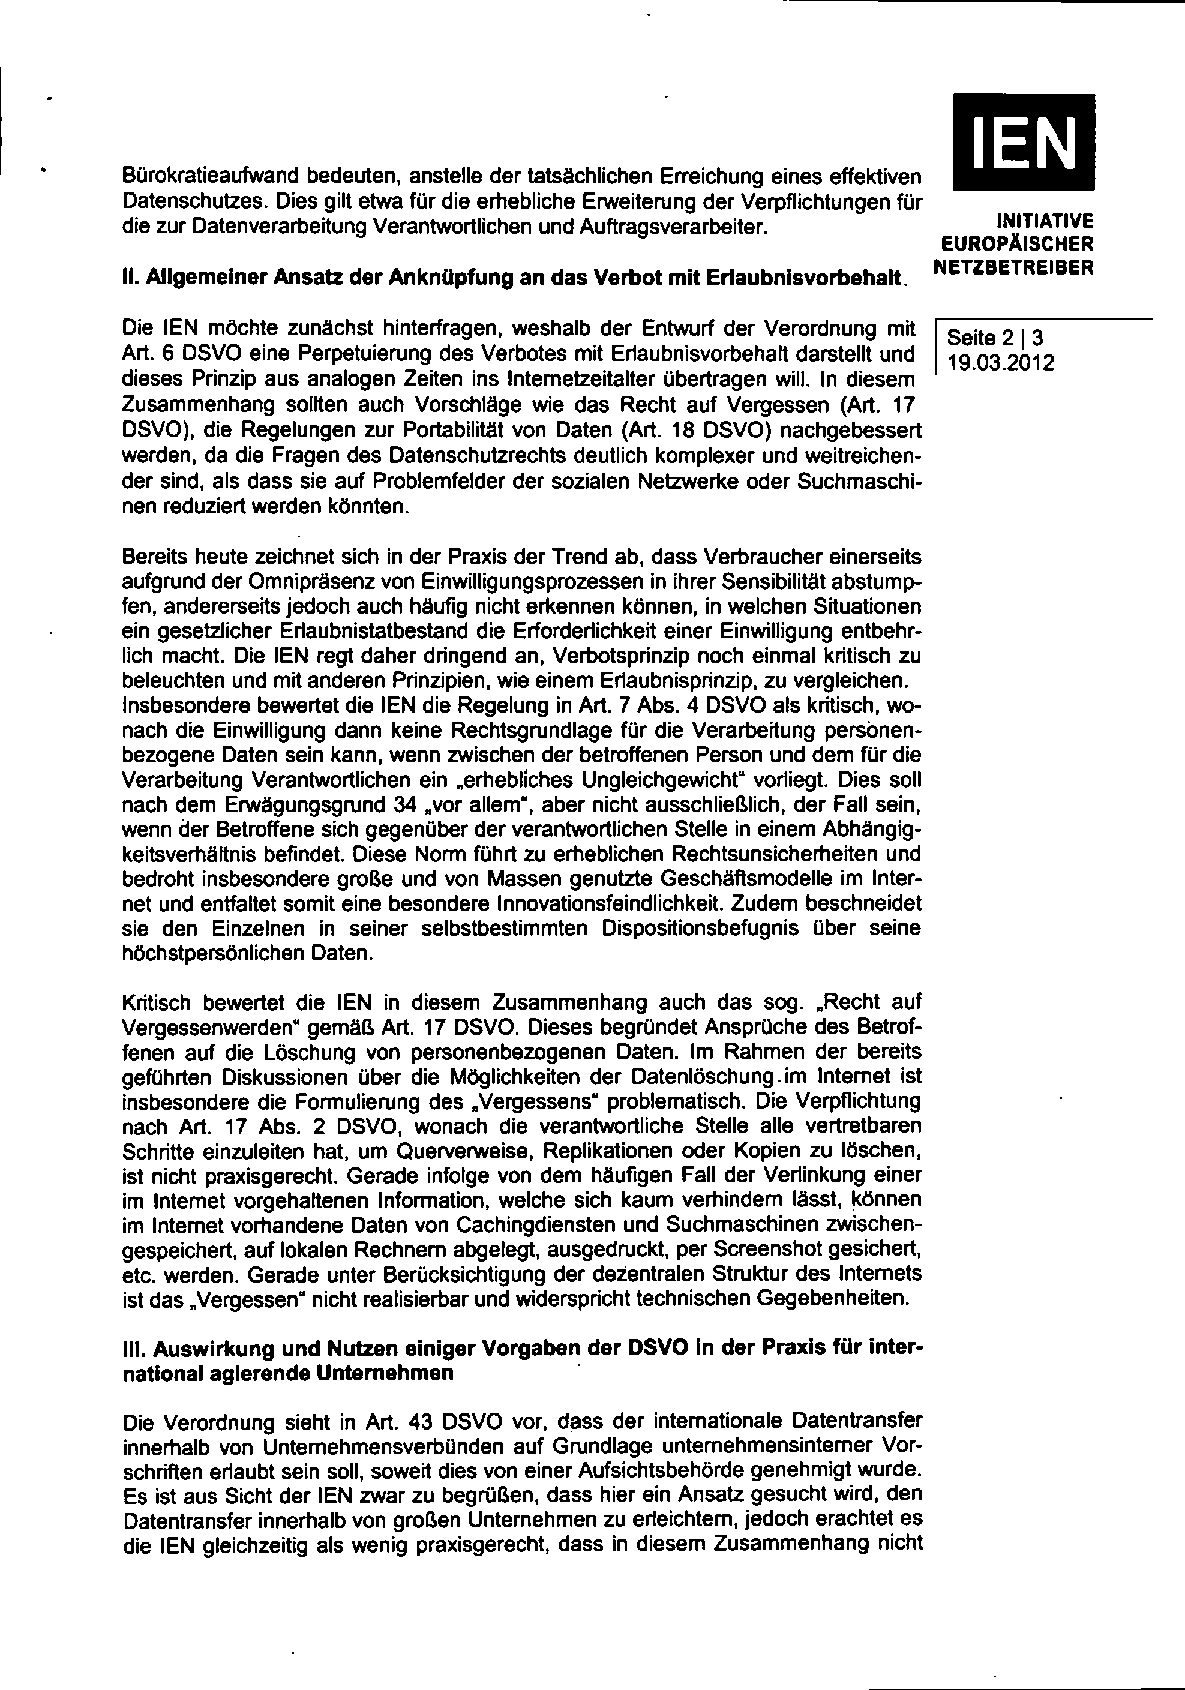 IEN
INITIATIVE
EUROPÄISCHER
NETZBETREIBER
Seite 2 | 3
19.03.2012
Bürokratieaufwand bedeuten, anstelle der tatsächlichen Erreichung eines effektiven
Datenschutzes. Dies gilt etwa für die erhebliche Erweiterung der Verpflichtungen für
die zur Datenverarbeitung Verantwortlichen und Auftragsverarbeiter.
II. Allgemeiner Ansatz der Anknüpfung an das Verbot mit Erlaubnisvorbehalt.
Die IEN möchte zunächst hinterfragen, weshalb der Entwurf der Verordnung mit
Art. 6 DSVO eine Perpetuierung des Verbotes mit Erlaubnisvorbehalt darstellt und
dieses Prinzip aus analogen Zeiten ins Internetzeitalter übertragen will. In diesem
Zusammenhang sollten auch Vorschläge wie das Recht auf Vergessen (Art. 17
DSVO), die Regelungen zur Portabilität von Daten (Art. 18 DSVO) nachgebessert
werden, da die Fragen des Datenschutzrechts deutlich komplexer und weitreichen-
der sind, als dass sie auf Problemfelder der sozialen Netzwerke oder Suchmaschi-
nen reduziert werden könnten.
Bereits heute zeichnet sich in der Praxis der Trend ab, dass Verbraucher einerseits
aufgrund der Omnipräsenz von Einwilligungsprozessen in ihrer Sensibilität abstump-
fen, andererseits jedoch auch häufig nicht erkennen können, in welchen Situationen
ein gesetzlicher Erlaubnistatbestand die Erforderlichkeit einer Einwilligung entbehr-
lich macht. Die IEN regt daher dringend an, Verbotsprinzip noch einmal kritisch zu
beleuchten und mit anderen Prinzipien, wie einem Erlaubnisprinzip, zu vergleichen.
Insbesondere bewertet die IEN die Regelung in Art. 7 Abs. 4 DSVO als kritisch, wo-
nach die Einwilligung dann keine Rechtsgrundlage für die Verarbeitung personen-
bezogene Daten sein kann, wenn zwischen der betroffenen Person und dem für die
Verarbeitung Verantwortlichen ein „erhebliches Ungleichgewicht“ vorliegt. Dies soll
nach dem Erwägungsgrund 34 „vor allem“, aber nicht ausschließlich, der Fall sein,
wenn der Betroffene sich gegenüber der verantwortlichen Stelle in einem Abhängig-
keitsverhältnis befindet. Diese Norm führt zu erheblichen Rechtsunsicherheiten und
bedroht insbesondere große und von Massen genutzte Geschäftsmodelle im Inter-
net und entfaltet somit eine besondere Innovationsfeindlichkeit. Zudem beschneidet
sie den Einzelnen in seiner selbstbestimmten Dispositionsbefugnis über seine
höchstpersönlichen Daten.
Kritisch bewertet die IEN in diesem Zusammenhang auch das sog. „Recht auf
Vergessenwerden“ gemäß Art. 17 DSVO. Dieses begründet Ansprüche des Betrof-
fenen auf die Löschung von personenbezogenen Daten. Im Rahmen der bereits
geführten Diskussionen über die Möglichkeiten der Datenlöschung im Internet ist
insbesondere die Formulierung des „Vergessens“ problematisch. Die Verpflichtung
nach Art. 17 Abs. 2 DSVO, wonach die verantwortliche Stelle alle vertretbaren
Schritte einzuleiten hat, um Querverweise, Replikationen oder Kopien zu löschen,
ist nicht praxisgerecht. Gerade infolge von dem häufigen Fall der Verlinkung einer
im Internet vorgehaltenen Information, welche sich kaum verhindern lässt, können
im Internet vorhandene Daten von Cachingdiensten und Suchmaschinen zwischen-
gespeichert, auf lokalen Rechnern abgelegt, ausgedruckt, per Screenshot gesichert,
etc. werden. Gerade unter Berücksichtigung der dezentralen Struktur des Internets
ist das „Vergessen“ nicht realisierbar und widerspricht technischen Gegebenheiten.
III. Auswirkung und Nutzen einiger Vorgaben der DSVO in der Praxis für inter-
national agierende Unternehmen
Die Verordnung sieht in Art. 43 DSVO vor, dass der internationale Datentransfer
innerhalb von Unternehmensverbünden auf Grundlage unternehmensinterner Vor-
schriften erlaubt sein soll, soweit dies von einer Aufsichtsbehörde genehmigt wurde.
Es ist aus Sicht der IEN zwar zu begrüßen, dass hier ein Ansatz gesucht wird, den
Datentransfer innerhalb von großen Unternehmen zu erleichtern, jedoch erachtet es
die IEN gleichzeitig als wenig praxisgerecht, dass in diesem Zusammenhang nicht